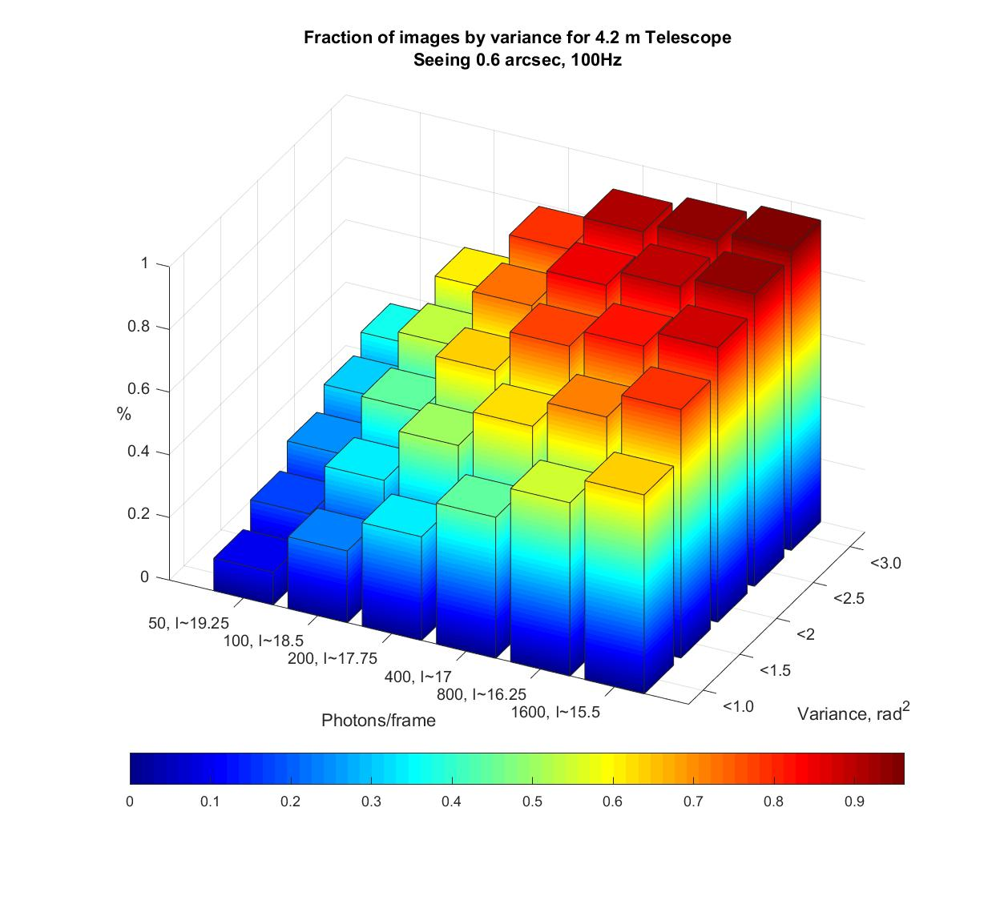 Fraction of images by variance for 4.2 m Telescope
Seeing 0.6 arcsec, 100Hz
1
0.8
0.6
%
0.4
0.2
0
50, I~19.25
100, I~18.5
200, I~17.75
400, I~17
800, I~16.25
1600, I~15.5
Photons/frame
<3.0
<2.5
<2
<1.5
<1.0
Variance, rad²
0 0.1 0.2 0.3 0.4 0.5 0.6 0.7 0.8 0.9